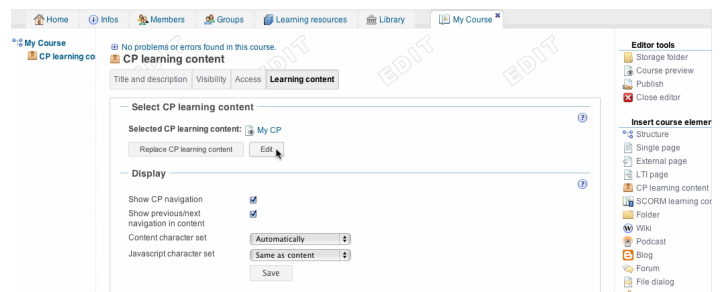 Home
Infos
Members
Groups
Learning resources
Library
My Course
My Course
CP learning co
No problems or errors found in this course.
CP learning content
Title and description
Visibility
Access
Learning content
EDIT
EDIT
EDIT
EDIT
Select CP learning content
Selected CP learning content: My CP
Replace CP learning content
Edit
Display
Show CP navigation
Show previous/next
navigation in content
Content character set
Automatically
Javascript character set
Same as content
Save
Editor tools
Storage folder
Course preview
Publish
Close editor
Insert course elemen
Structure
Single page
External page
LTI page
CP learning content
SCORM learning con
Folder
Wiki
Podcast
Blog
Forum
File dialog